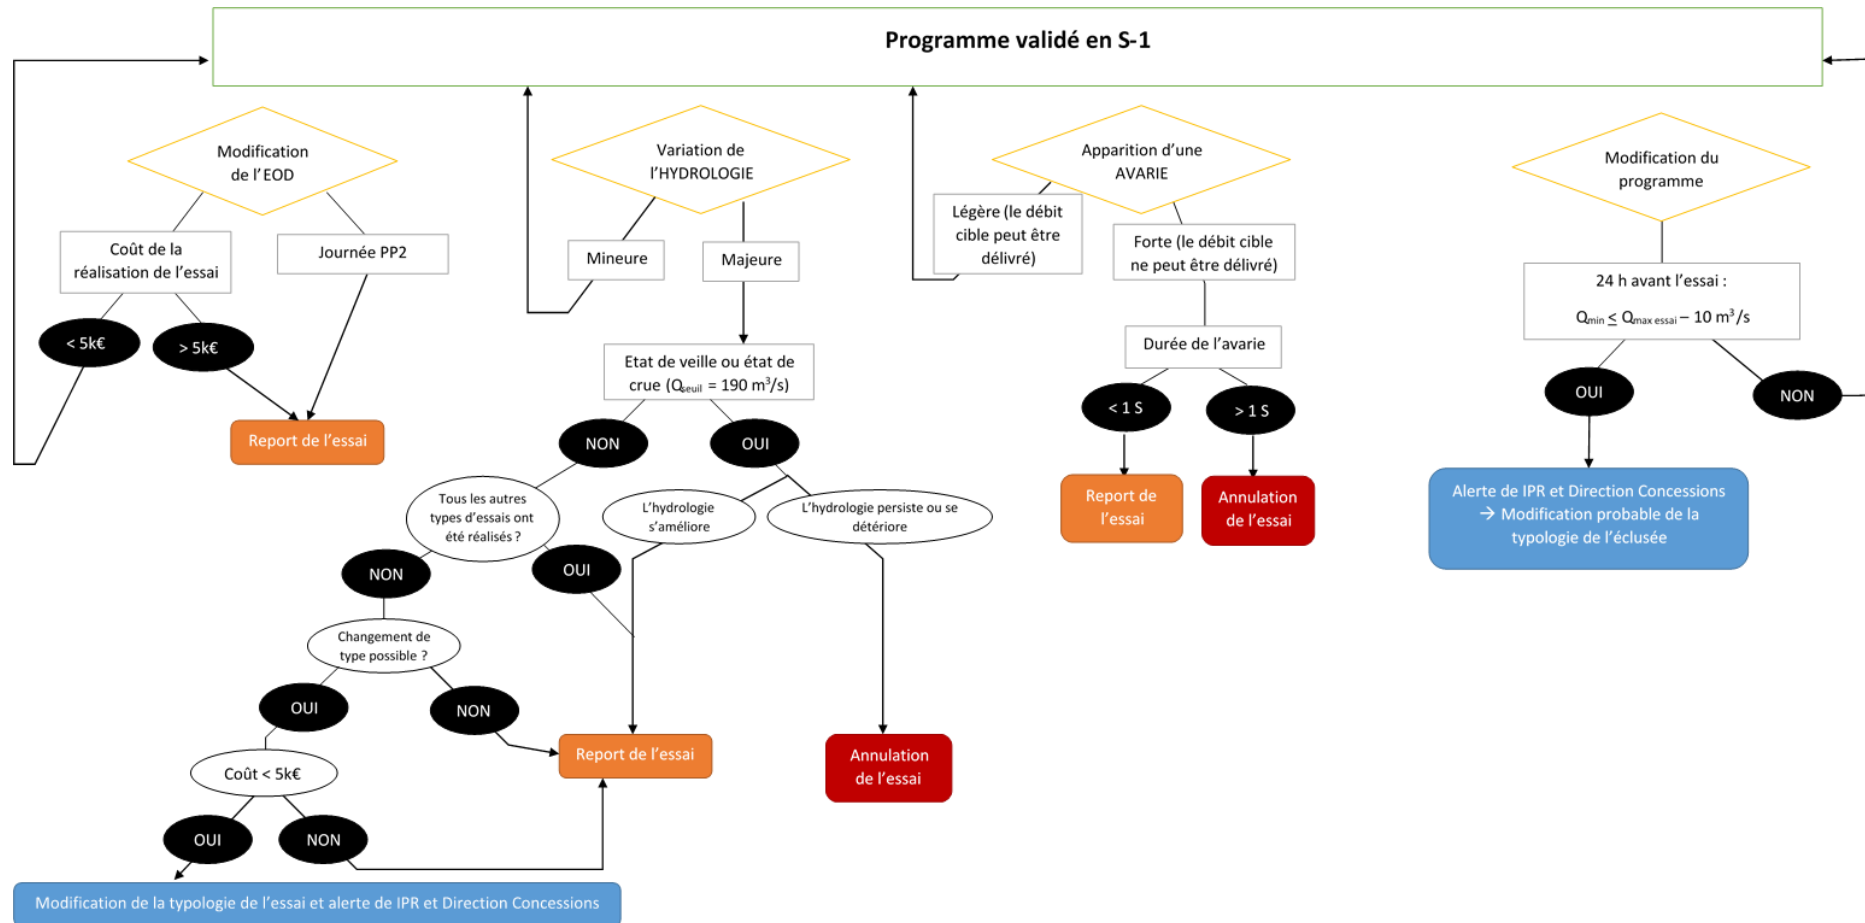 Programme validé en S-1
Modification
de l'EOD
Coût de la
réalisation de l'essai
Journée PP2
< 5k€
> 5k€
Report de l'essai
Variation de
l'HYDROLOGIE
Mineure
Majeure
Etat de veille ou état de
crue (Qseuil = 190 m³/s)
NON
OUI
Tous les autres
types d'essais ont
été réalisés ?
L'hydrologie
s'améliore
L'hydrologie persiste ou se
détériore
NON
OUI
Changement de
type possible ?
OUI
NON
Report de l'essai
Annulation
de l'essai
Coût < 5k€
OUI
NON
Modification de la typologie de l'essai et alerte de IPR et Direction Concessions
Apparition d'une
AVARIE
Légère (le débit
cible peut être
délivré)
Forte (le débit cible
ne peut être délivré)
Durée de l'avarie
< 1 S
> 1 S
Report de
l'essai
Annulation
de l'essai
Modification du
programme
24 h avant l'essai :
Qmin ≤ Qmax essai – 10 m³/s
OUI
NON
Alerte de IPR et Direction Concessions
→ Modification probable de la
typologie de l'éclusée